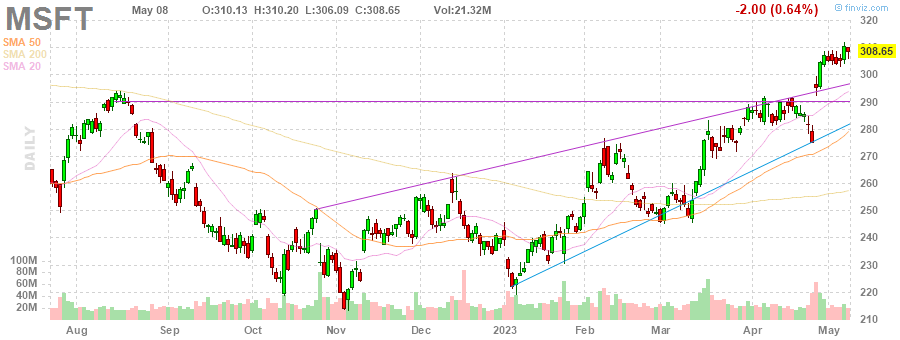 MSFT May 08 O:310.13 H:310.20 L:306.09 C:308.65 Vol:21.32M -2.00 (0.64%) @ finviz.com
SMA 50
SMA 200
SMA 20
DAILY
320
310
308.65
300
290
280
270
260
250
240
230
220
210
100M
80M
60M
40M
20M
Aug Sep Oct Nov Dec 2023 Feb Mar Apr May